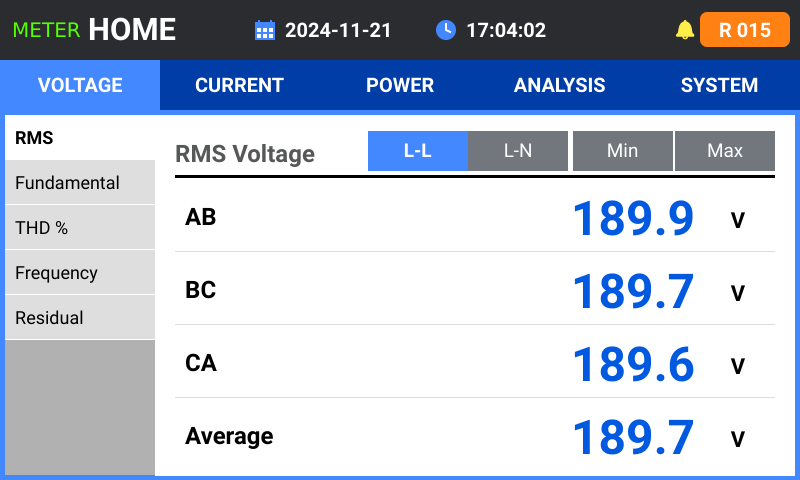 METER HOME 2024-11-21 17:04:02 R 015
VOLTAGE CURRENT POWER ANALYSIS SYSTEM
RMS
Fundamental
THD %
Frequency
Residual
RMS Voltage L-L L-N Min Max
AB 189.9 V
BC 189.7 V
CA 189.6 V
Average 189.7 V